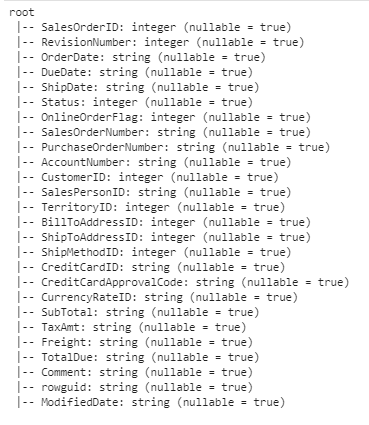 root
 |-- SalesOrderID: integer (nullable = true)
 |-- RevisionNumber: integer (nullable = true)
 |-- OrderDate: string (nullable = true)
 |-- DueDate: string (nullable = true)
 |-- ShipDate: string (nullable = true)
 |-- Status: integer (nullable = true)
 |-- OnlineOrderFlag: integer (nullable = true)
 |-- SalesOrderNumber: string (nullable = true)
 |-- PurchaseOrderNumber: string (nullable = true)
 |-- AccountNumber: string (nullable = true)
 |-- CustomerID: integer (nullable = true)
 |-- SalesPersonID: string (nullable = true)
 |-- TerritoryID: integer (nullable = true)
 |-- BillToAddressID: integer (nullable = true)
 |-- ShipToAddressID: integer (nullable = true)
 |-- ShipMethodID: integer (nullable = true)
 |-- CreditCardID: string (nullable = true)
 |-- CreditCardApprovalCode: string (nullable = true)
 |-- CurrencyRateID: string (nullable = true)
 |-- SubTotal: string (nullable = true)
 |-- TaxAmt: string (nullable = true)
 |-- Freight: string (nullable = true)
 |-- TotalDue: string (nullable = true)
 |-- Comment: string (nullable = true)
 |-- rowguid: string (nullable = true)
 |-- ModifiedDate: string (nullable = true)